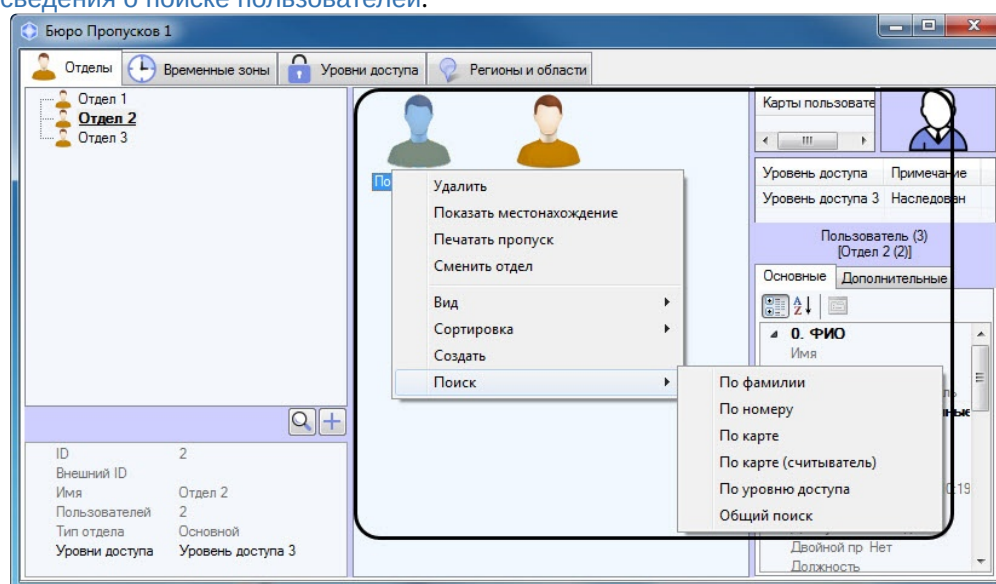 сведения о поиске пользователей.
Бюро Пропусков 1
Отделы
Временные зоны
Уровни доступа
Регионы и области
Отдел 1
Отдел 2
Отдел 3
ID 2
Внешний ID
Имя Отдел 2
Пользователей 2
Тип отдела Основной
Уровни доступа Уровень доступа 3
По
Удалить
Показать местонахождение
Печатать пропуск
Сменить отдел
Вид
Сортировка
Создать
Поиск
По фамилии
По номеру
По карте
По карте (считыватель)
По уровню доступа
Общий поиск
Карты пользовате
Уровень доступа Примечание
Уровень доступа 3 Наследован
Пользователь (3)
[Отдел 2 (2)]
Основные Дополнительные
0. ФИО
Имя
Двойной пр Нет
Должность